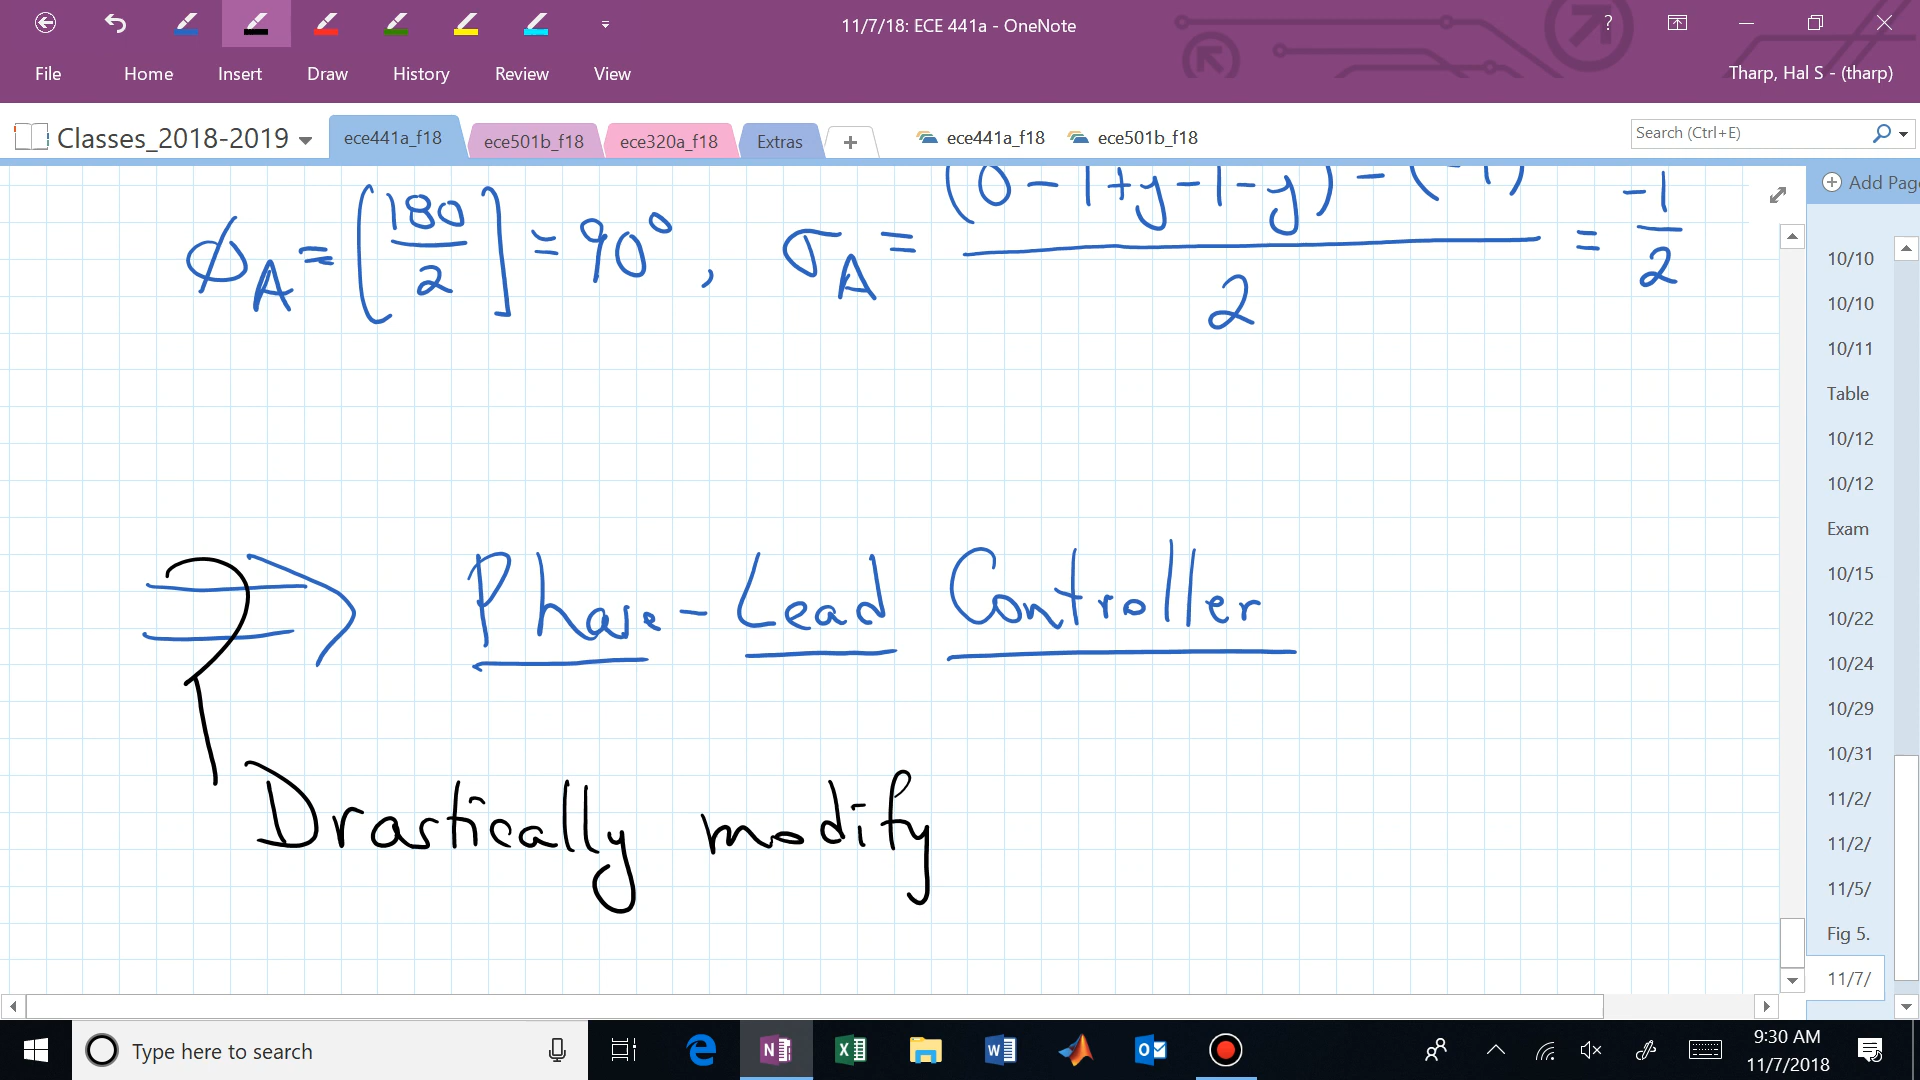 11/7/18: ECE 441a - OneNote
?
File Home Insert Draw History Review View
Tharp, Hal S - (tharp)
Classes_2018-2019
ece441a_f18 ece501b_f18 ece320a_f18 Extras + ece441a_f18 ece501b_f18
Search (Ctrl+E)
Add Pag
ϕA = [180/2] = 90°, σA = (0 - 1 + y - 1 - y) - (-1) / 2 = -1/2
Phase-Lead Controller
Drastically modify
10/10
10/10
10/11
Table
10/12
10/12
Exam
10/15
10/22
10/24
10/29
10/31
11/2/
11/2/
11/5/
Fig 5.
11/7/
Type here to search
9:30 AM
11/7/2018